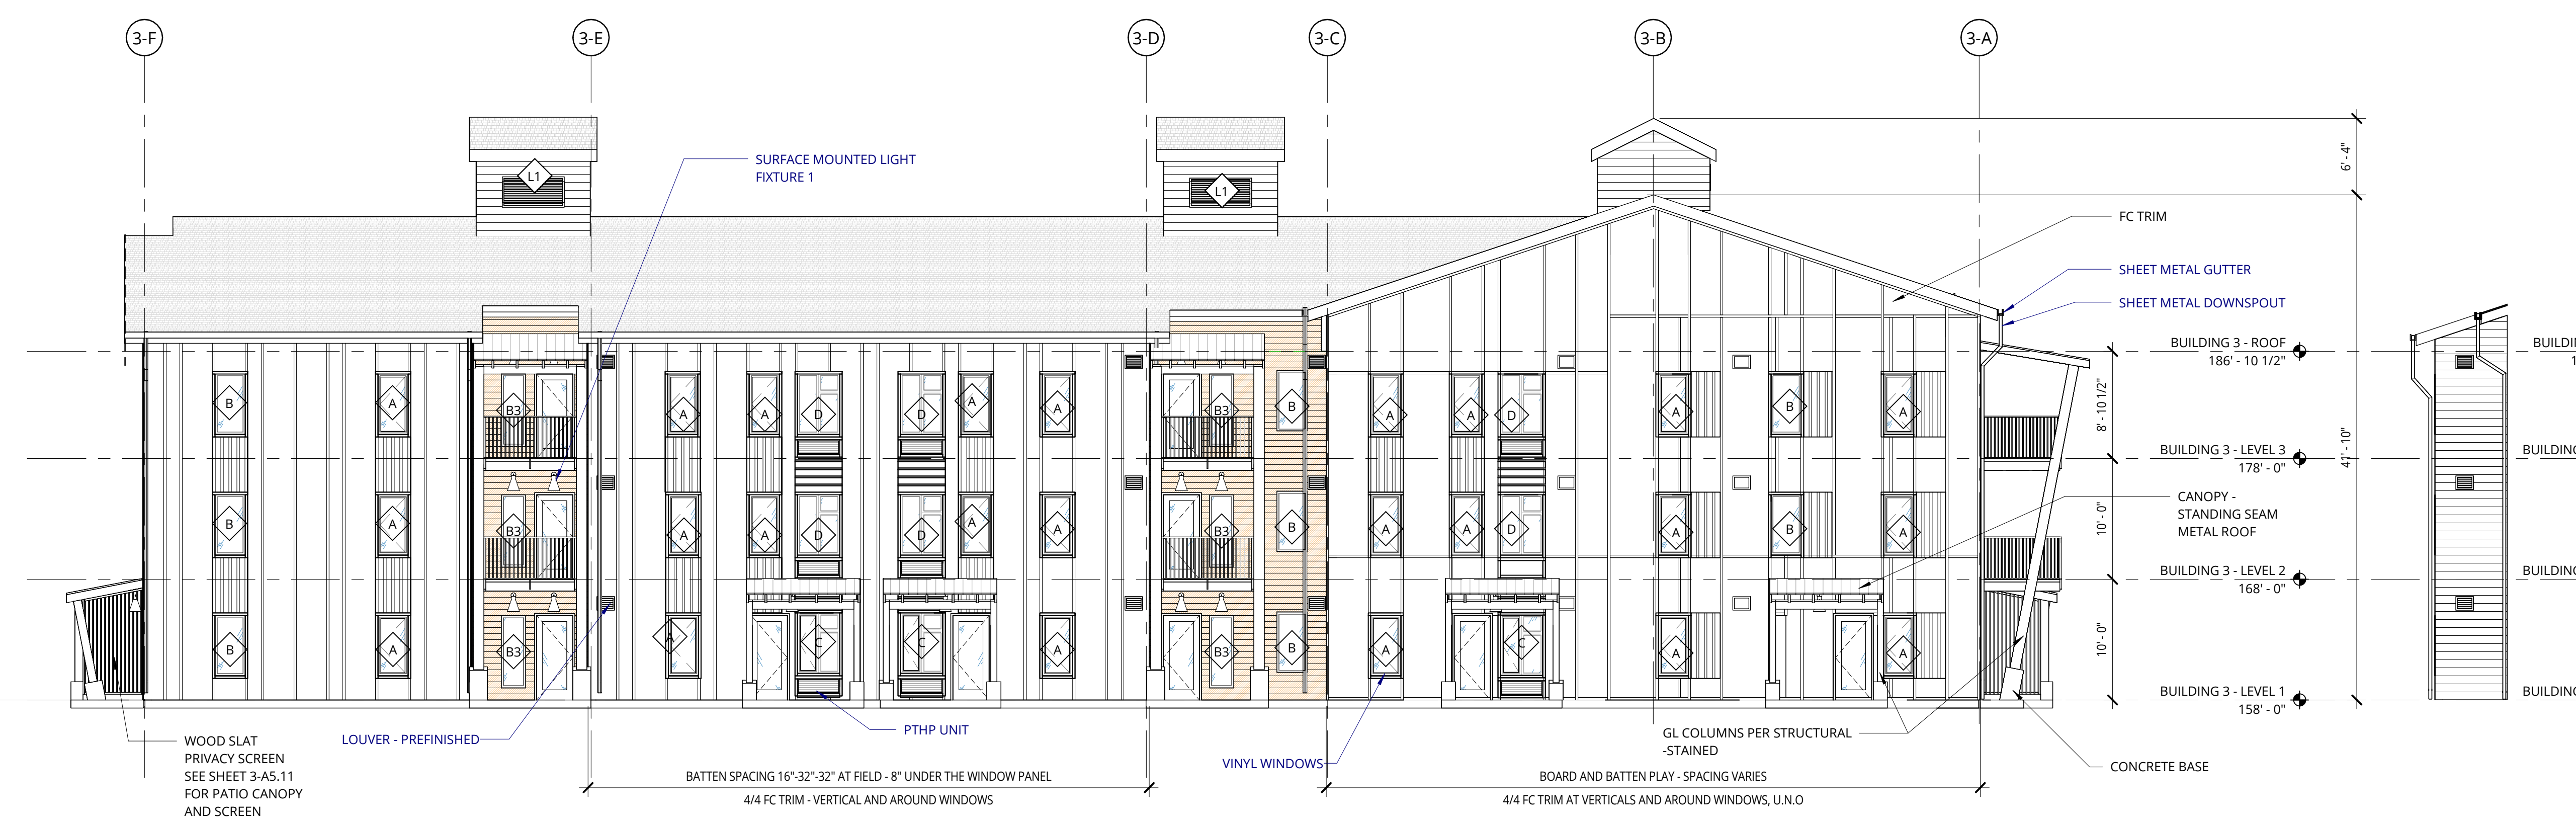 3-F
3-E
3-D
3-C
3-B
3-A
SURFACE MOUNTED LIGHT
FIXTURE 1
L1
L1
6' - 4"
FC TRIM
SHEET METAL GUTTER
SHEET METAL DOWNSPOUT
BUILDING 3 - ROOF
186' - 10 1/2"
8' - 10 1/2"
41' - 10"
B A B3 A A D D A A B3 B A A D A B A
BUILDING 3 - LEVEL 3
178' - 0"
CANOPY -
STANDING SEAM
METAL ROOF
10' - 0"
B A B3 A A D D A A B3 B A A D A B A
BUILDING 3 - LEVEL 2
168' - 0"
10' - 0"
B A B3 A C C A B3 B A C A A
BUILDING 3 - LEVEL 1
158' - 0"
WOOD SLAT
PRIVACY SCREEN
SEE SHEET 3-A5.11
FOR PATIO CANOPY
AND SCREEN
LOUVER - PREFINISHED
PTHP UNIT
VINYL WINDOWS
GL COLUMNS PER STRUCTURAL
-STAINED
CONCRETE BASE
BATTEN SPACING 16"-32"-32" AT FIELD - 8" UNDER THE WINDOW PANEL
4/4 FC TRIM - VERTICAL AND AROUND WINDOWS
BOARD AND BATTEN PLAY - SPACING VARIES
4/4 FC TRIM AT VERTICALS AND AROUND WINDOWS, U.N.O